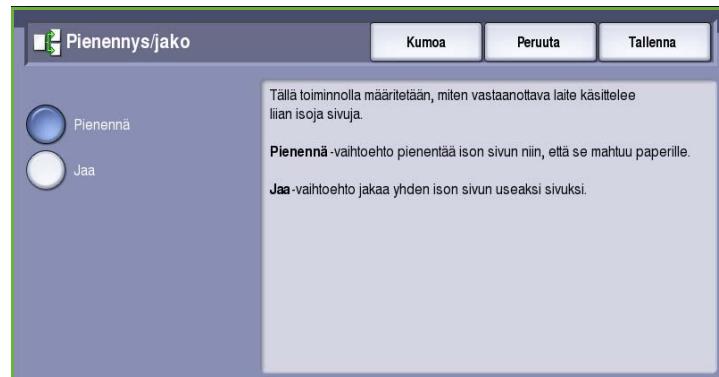 Pienennys/jako
Kumoa
Peruuta
Tallenna
Pienennä
Jaa
Tällä toiminnolla määritetään, miten vastaanottava laite käsittelee
liian isoja sivuja.
Pienennä -vaihtoehto pienentää ison sivun niin, että se mahtuu paperille.
Jaa -vaihtoehto jakaa yhden ison sivun useaksi sivuksi.